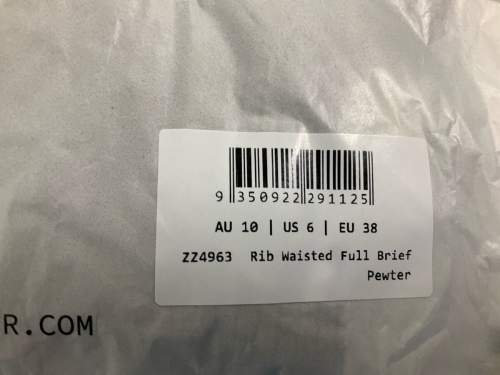 9 350922 291125
AU 10 | US 6 | EU 38
ZZ4963 Rib Waisted Full Brief
Pewter
R.COM